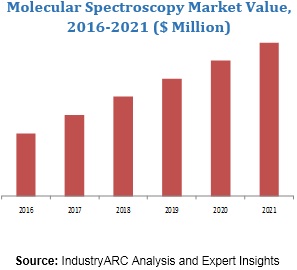 Molecular Spectroscopy Market Value,
2016-2021 ($ Million)
2016 2017 2018 2019 2020 2021
Source: IndustryARC Analysis and Expert Insights